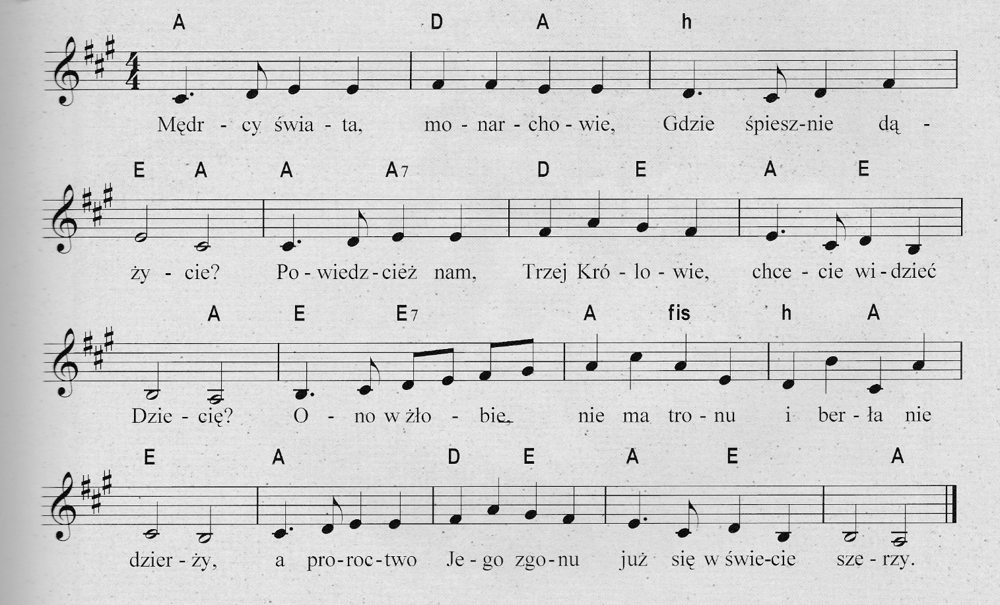 A D A h
4
4
Mędr - cy świa - ta, mo - nar - cho - wie, Gdzie śpiesz-nie dą -
E A A A7 D E A E
ży - cie? Po - wiedz - cież nam, Trzej Kró - lo - wie, chce - cie wi - dzieć
A E E7 A fis h A
Dzie - cię? O - no w żło - bie, nie ma tro - nu i ber - ła nie
E A D E A E A
dzier - ży, a pro - roc - two Je - go zgo - nu już się w świe-cie sze - rzy.